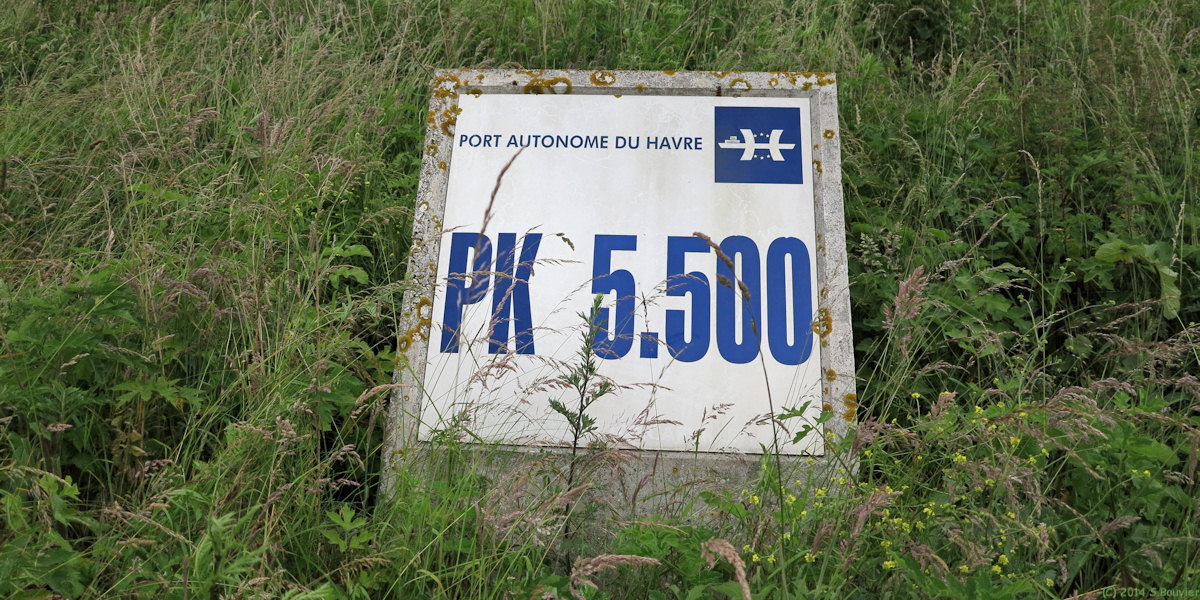 PORT AUTONOME DU HAVRE
PK 5.500
(C) 2014 S.Bouvier